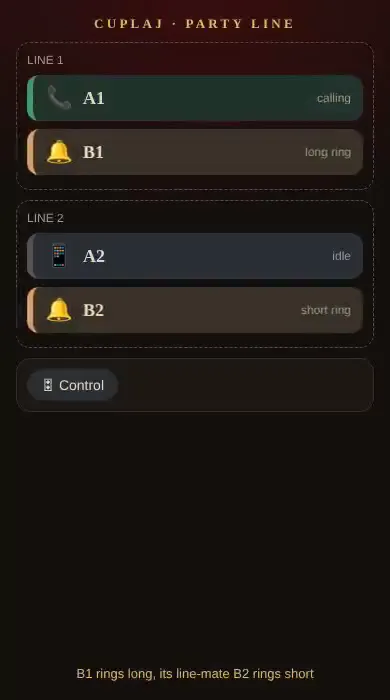 CUPLAJ · PARTY LINE
LINE 1
A1 calling
B1 long ring
LINE 2
A2 idle
B2 short ring
Control
B1 rings long, its line-mate B2 rings short